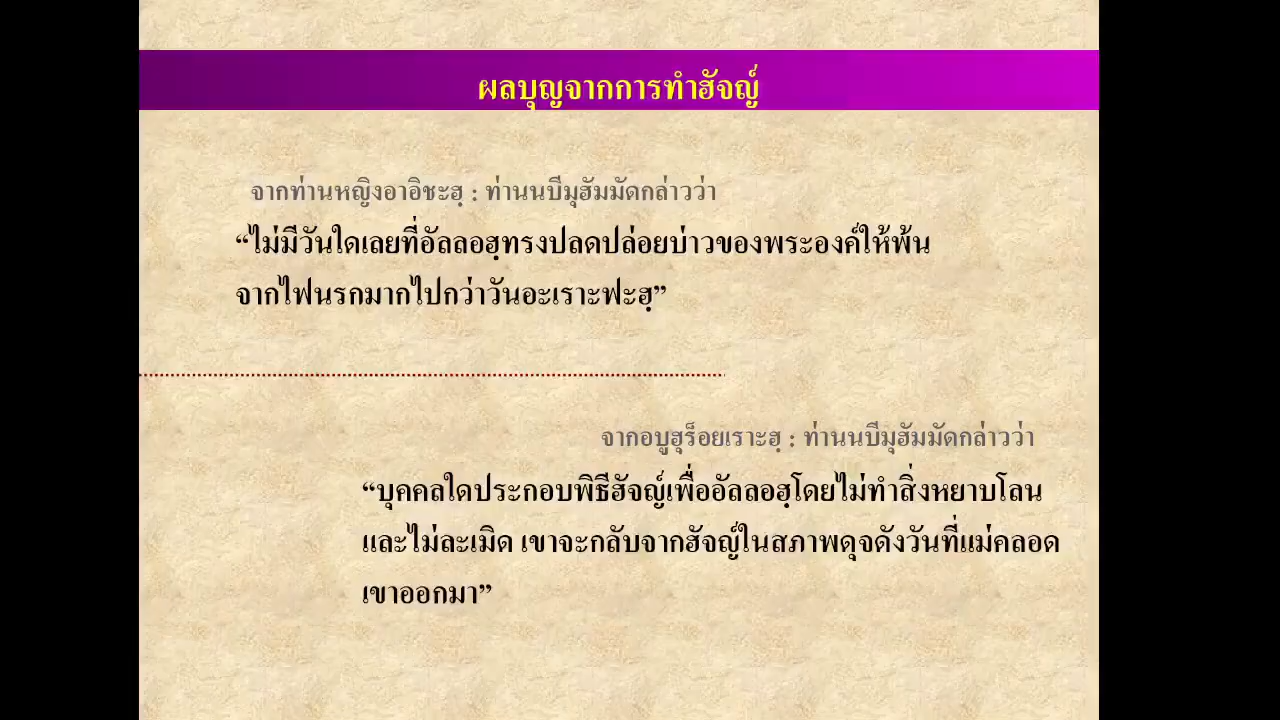 ผลบุญจากการทำฮัจญ์
จากท่านหญิงอาอิชะฮฺ : ท่านนบีมุฮัมมัดกล่าวว่า
“ไม่มีวันใดเลยที่อัลลอฮฺทรงปลดปล่อยบ่าวของพระองค์ให้พ้น
จากไฟนรกมากไปกว่าวันอะเราะฟะฮฺ”
จากอบูฮุร็อยเราะฮฺ : ท่านนบีมุฮัมมัดกล่าวว่า
“บุคคลใดประกอบพิธีฮัจญ์เพื่ออัลลอฮฺโดยไม่ทำสิ่งหยาบโลน
และไม่ละเมิด เขาจะกลับจากฮัจญ์ในสภาพดุจดังวันที่แม่คลอด
เขาออกมา”